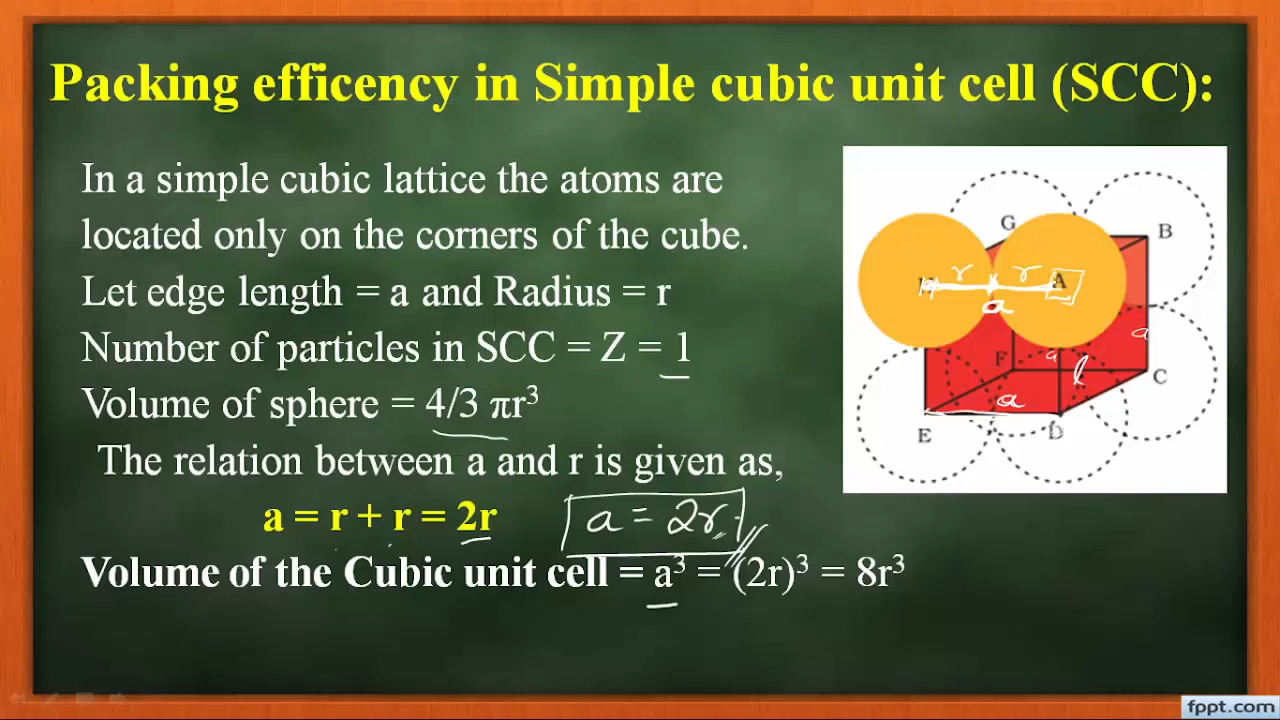 Packing efficency in Simple cubic unit cell (SCC):
In a simple cubic lattice the atoms are
located only on the corners of the cube.
Let edge length = a and Radius = r
Number of particles in SCC = Z = 1
Volume of sphere = 4/3 πr³
The relation between a and r is given as,
a = r + r = 2r
a = 2r
Volume of the Cubic unit cell = a³ = (2r)³ = 8r³
G
B
r r A
a
a
F a l
C
a
E D
fppt.com